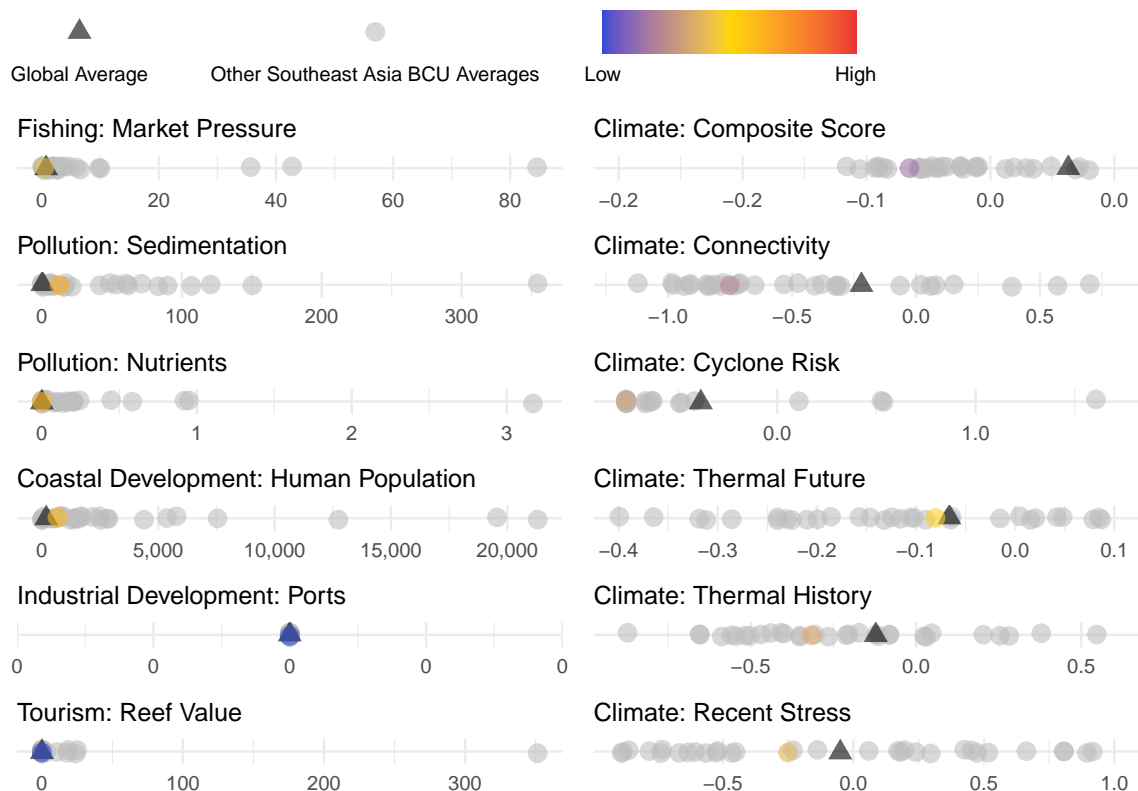 Global Average
Other Southeast Asia BCU Averages
Low
High
Fishing: Market Pressure
0 20 40 60 80
Pollution: Sedimentation
0 100 200 300
Pollution: Nutrients
0 1 2 3
Coastal Development: Human Population
0 5,000 10,000 15,000 20,000
Industrial Development: Ports
0 0 0 0 0
Tourism: Reef Value
0 100 200 300
Climate: Composite Score
−0.2 −0.2 −0.1 0.0 0.0
Climate: Connectivity
−1.0 −0.5 0.0 0.5
Climate: Cyclone Risk
0.0 1.0
Climate: Thermal Future
−0.4 −0.3 −0.2 −0.1 0.0 0.1
Climate: Thermal History
−0.5 0.0 0.5
Climate: Recent Stress
−0.5 0.0 0.5 1.0